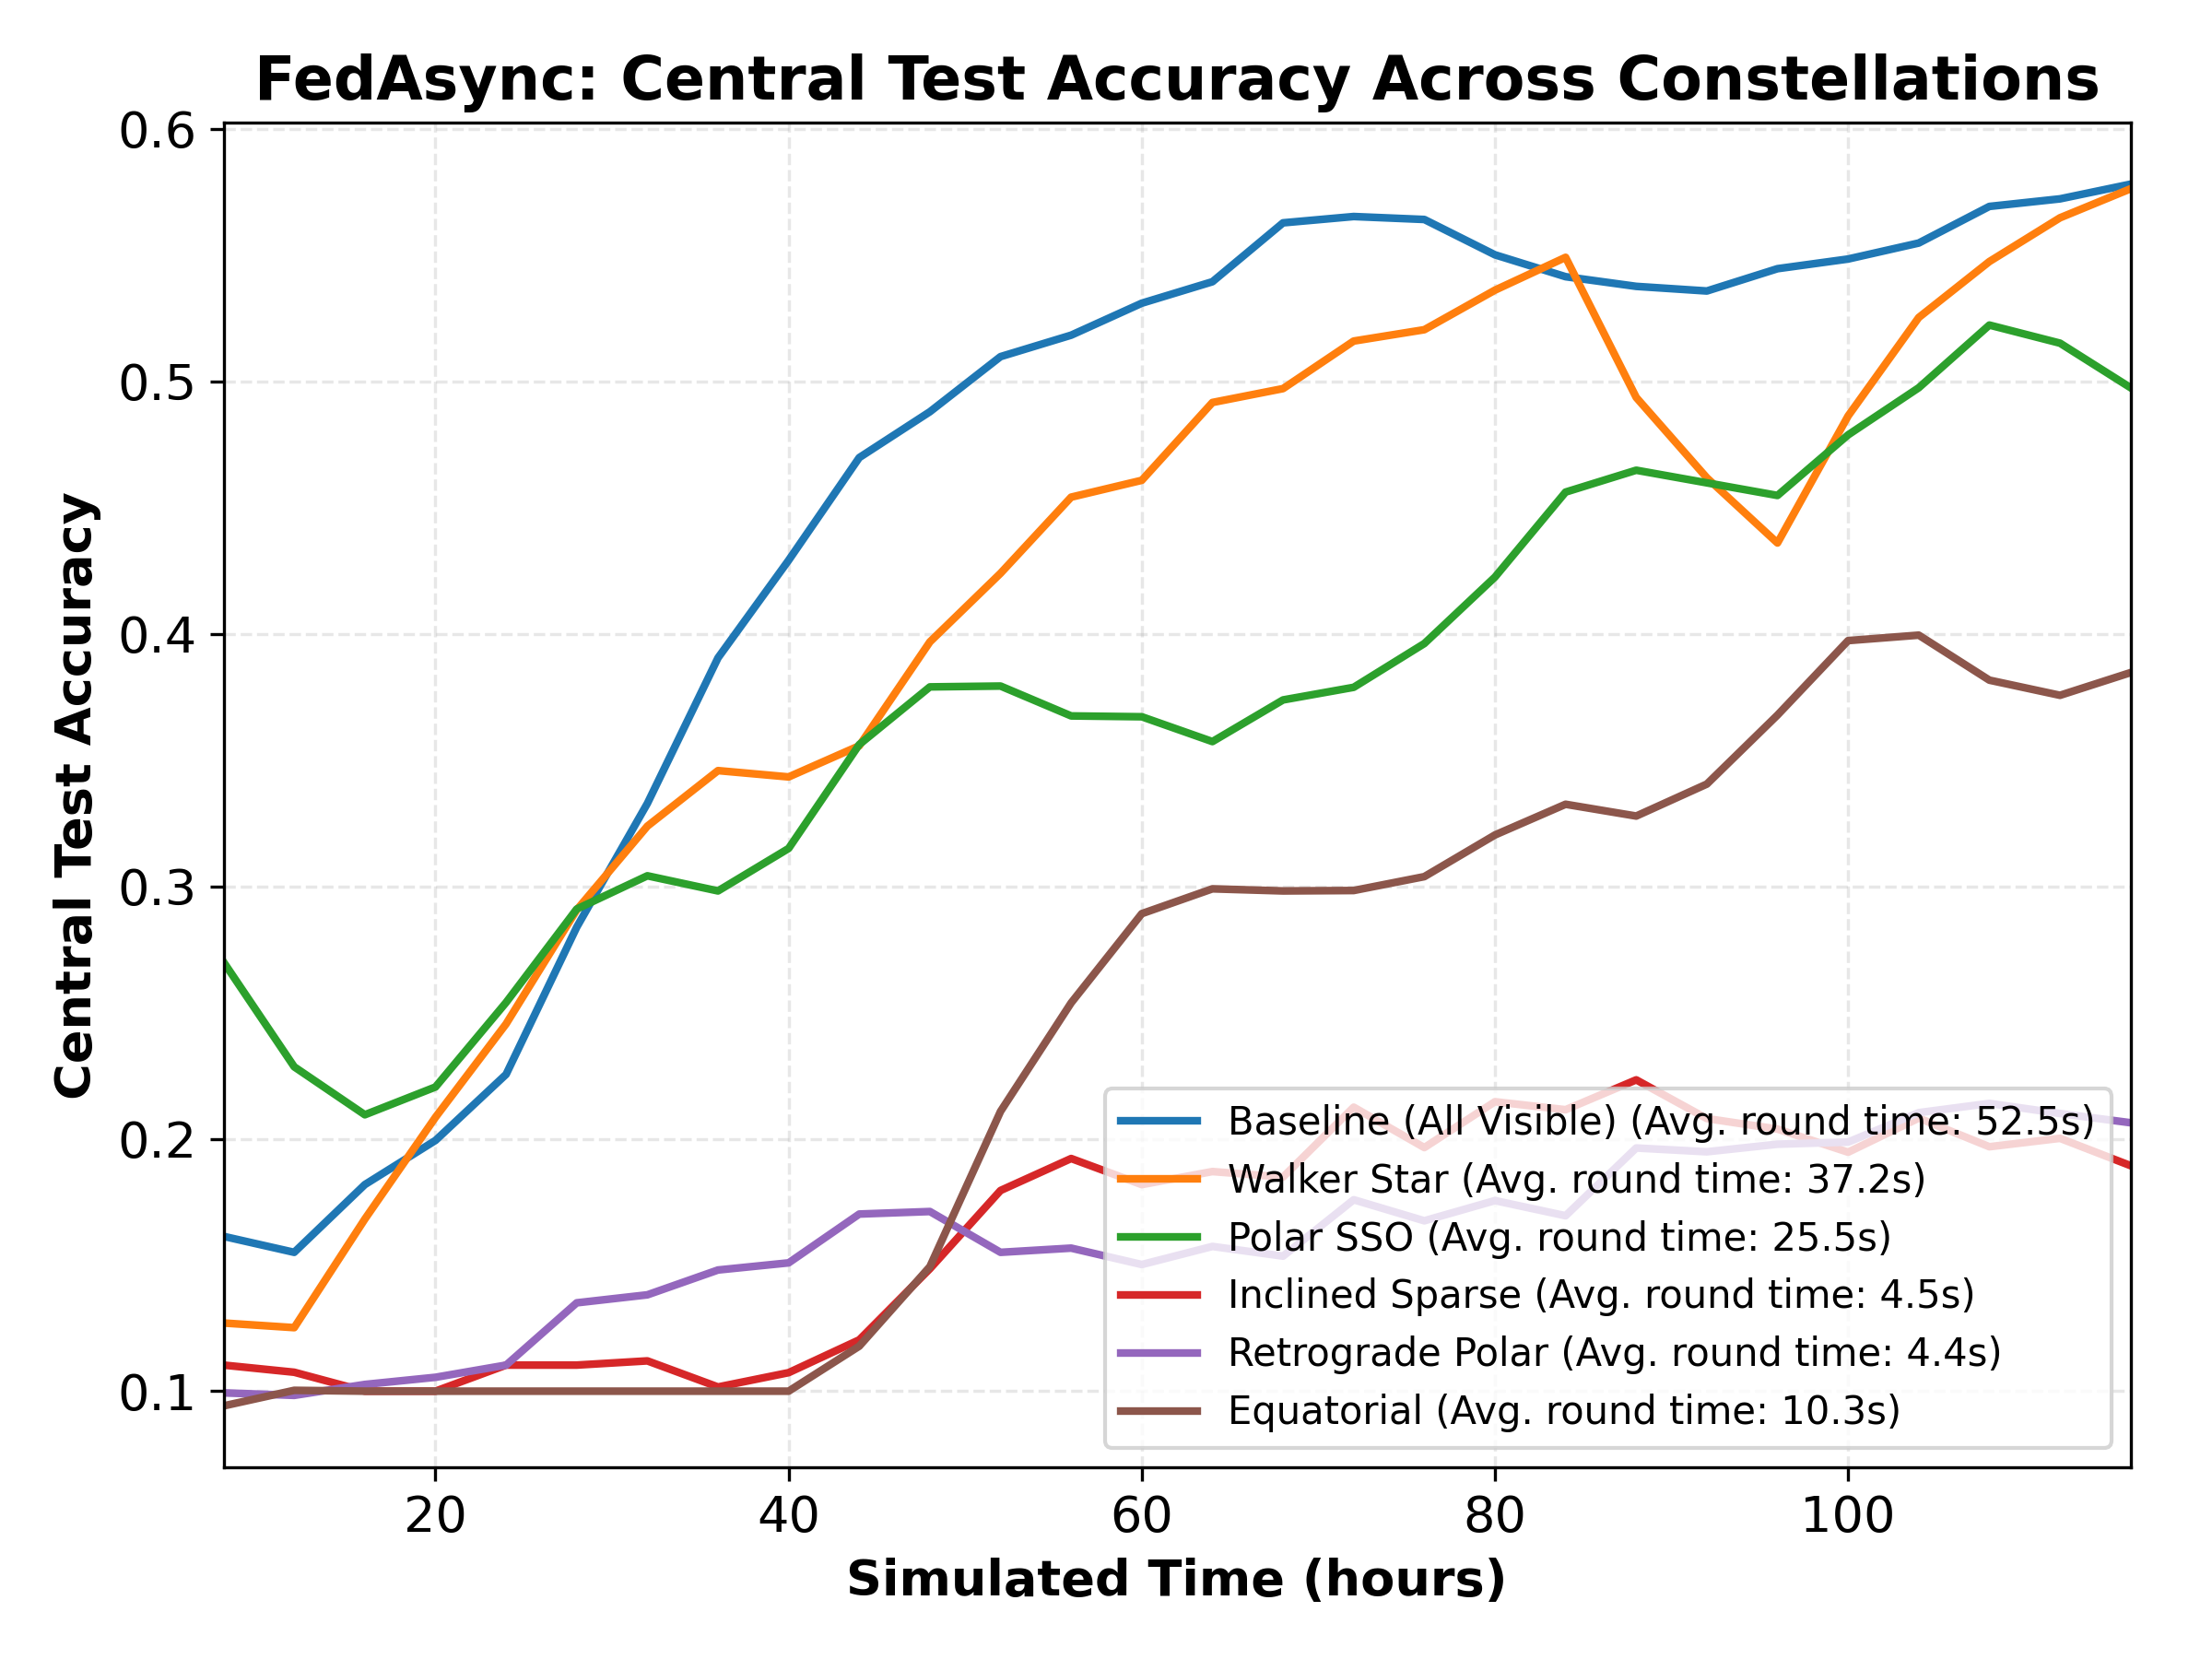 FedAsync: Central Test Accuracy Across Constellations
Central Test Accuracy
0.6
0.5
0.4
0.3
0.2
0.1
Baseline (All Visible) (Avg. round time: 52.5s)
Walker Star (Avg. round time: 37.2s)
Polar SSO (Avg. round time: 25.5s)
Inclined Sparse (Avg. round time: 4.5s)
Retrograde Polar (Avg. round time: 4.4s)
Equatorial (Avg. round time: 10.3s)
20 40 60 80 100
Simulated Time (hours)